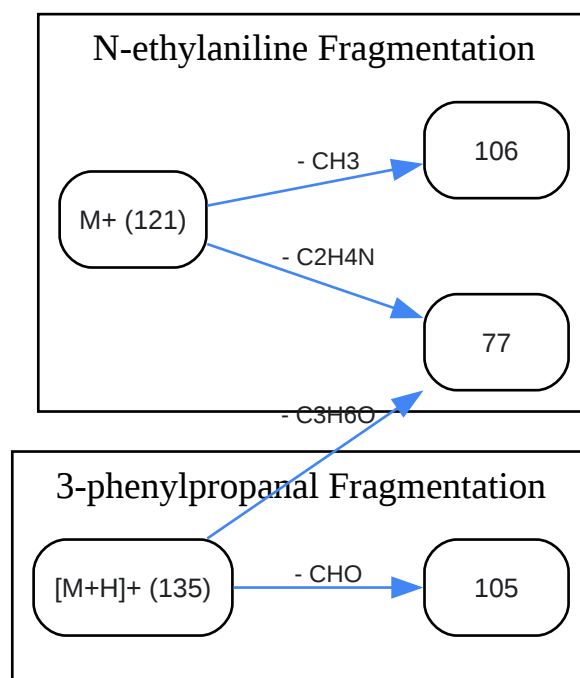 N-ethylaniline Fragmentation
- CH3
106
M+ (121)
- C2H4N
77
- C3H6O
3-phenylpropanal Fragmentation
[M+H]+ (135)
- CHO
105